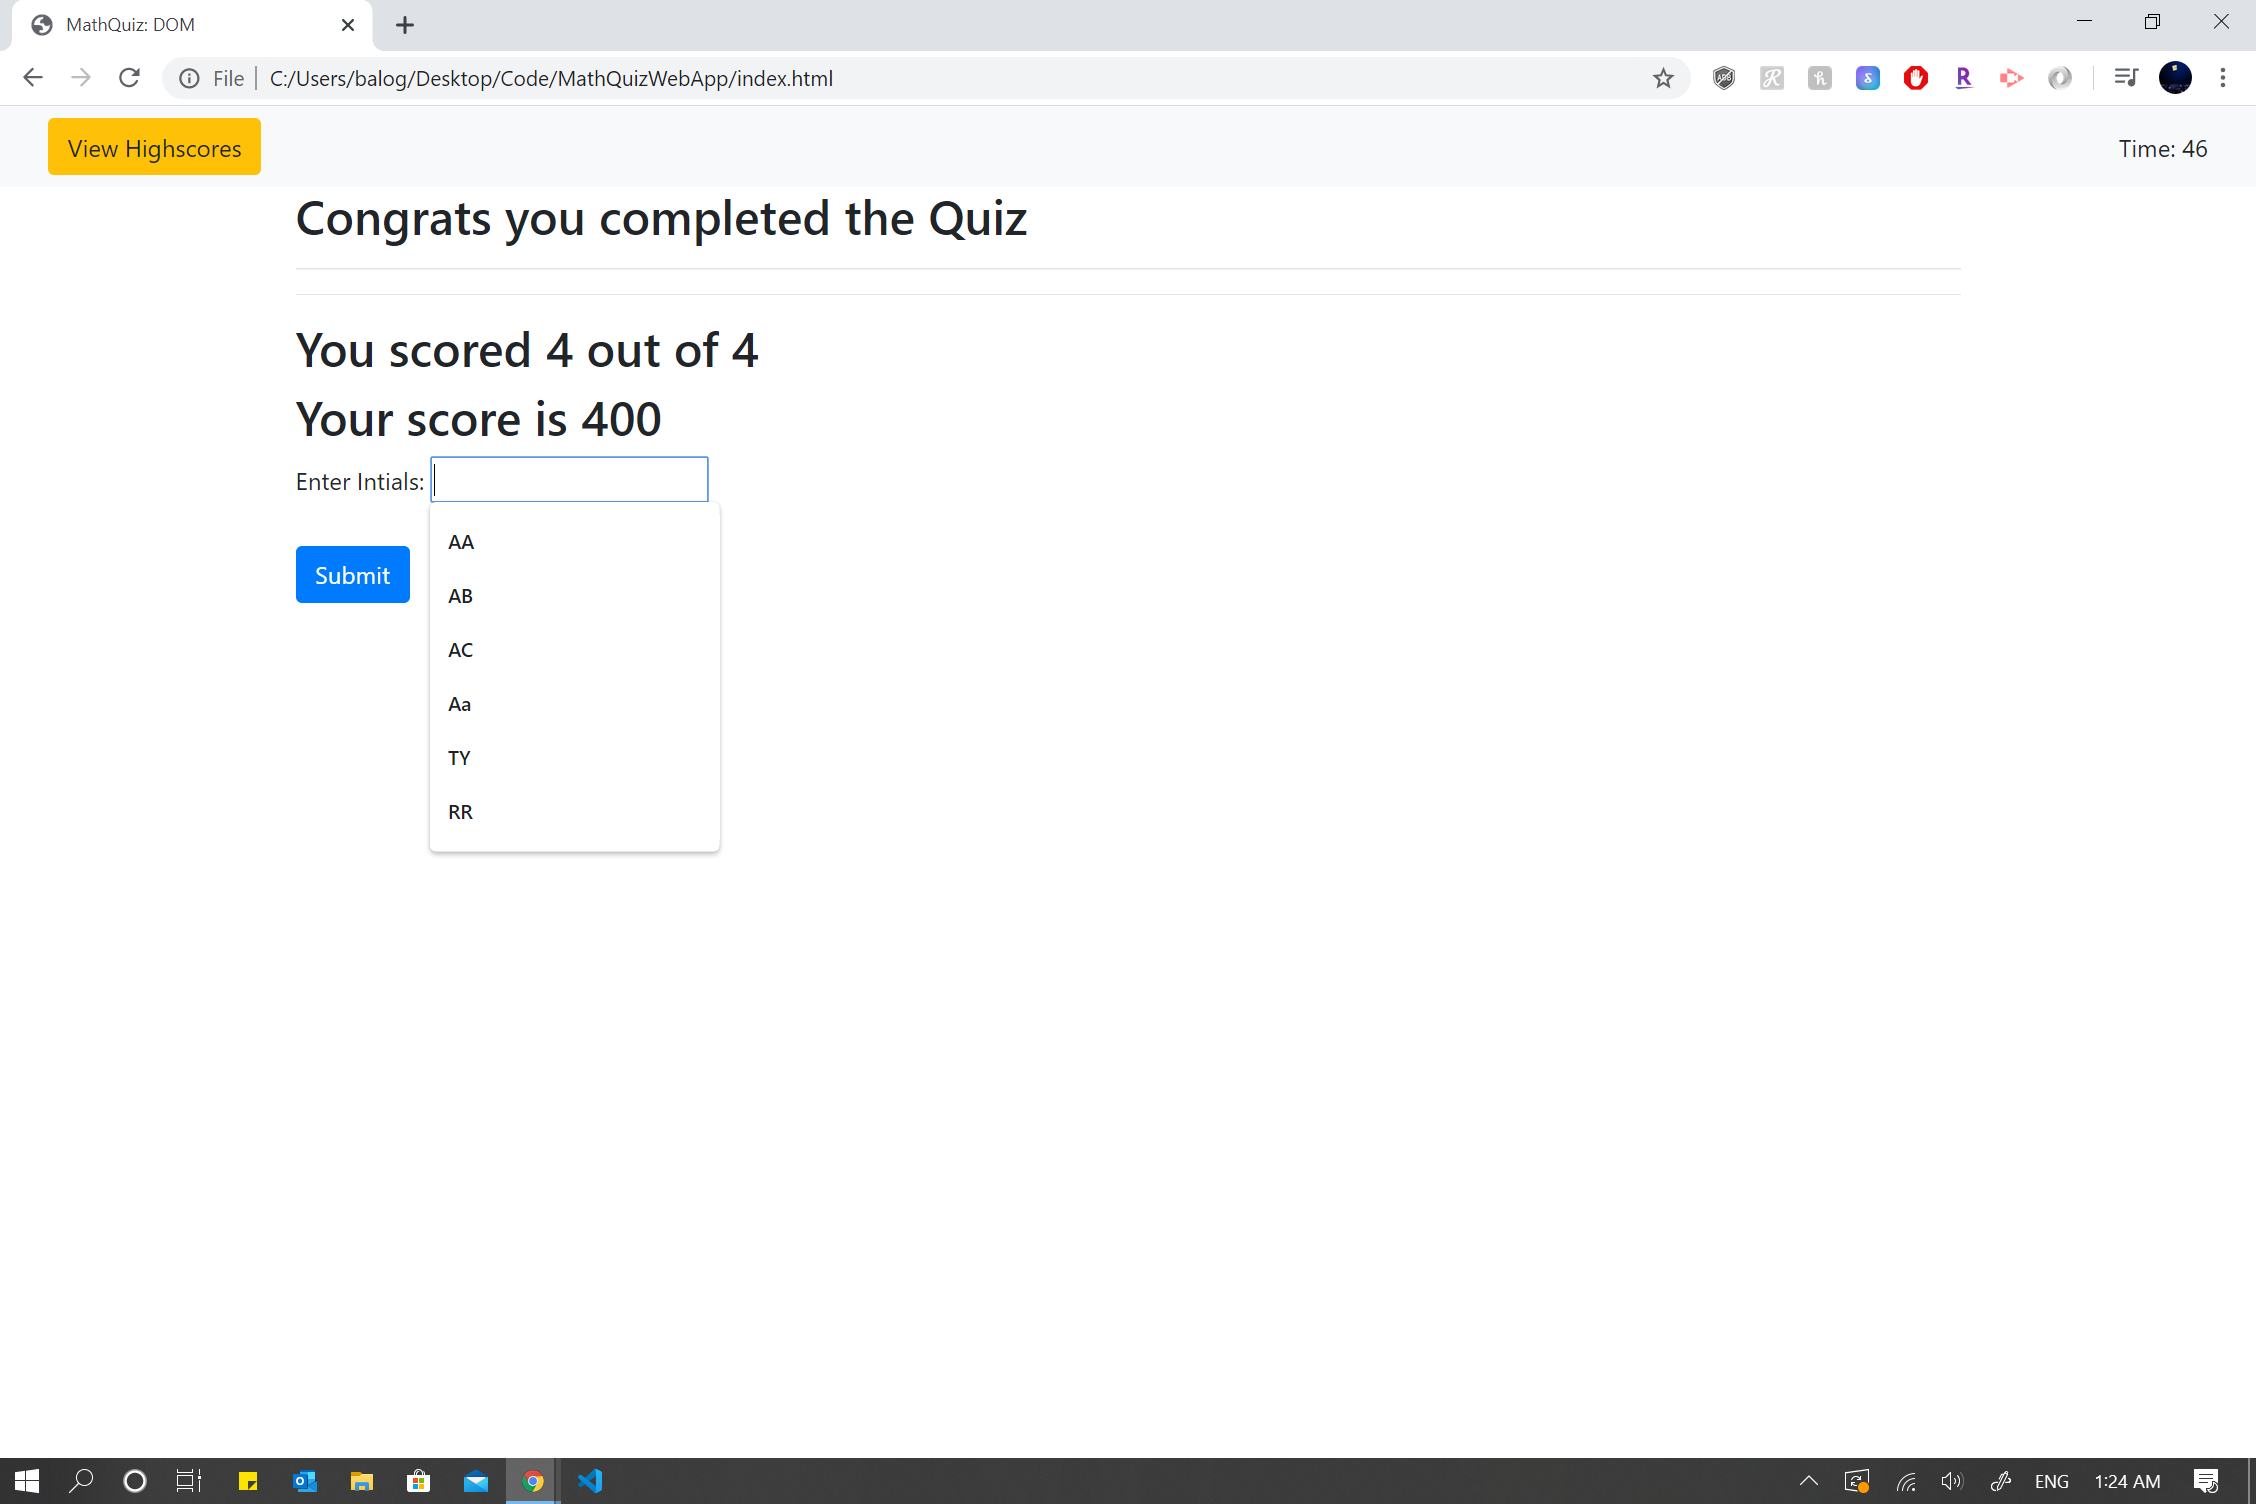 MathQuiz: DOM
File | C:/Users/balog/Desktop/Code/MathQuizWebApp/index.html
View Highscores
Time: 46
Congrats you completed the Quiz
You scored 4 out of 4
Your score is 400
Enter Intials:
AA
AB
Submit
AC
Aa
TY
RR
ENG
1:24 AM